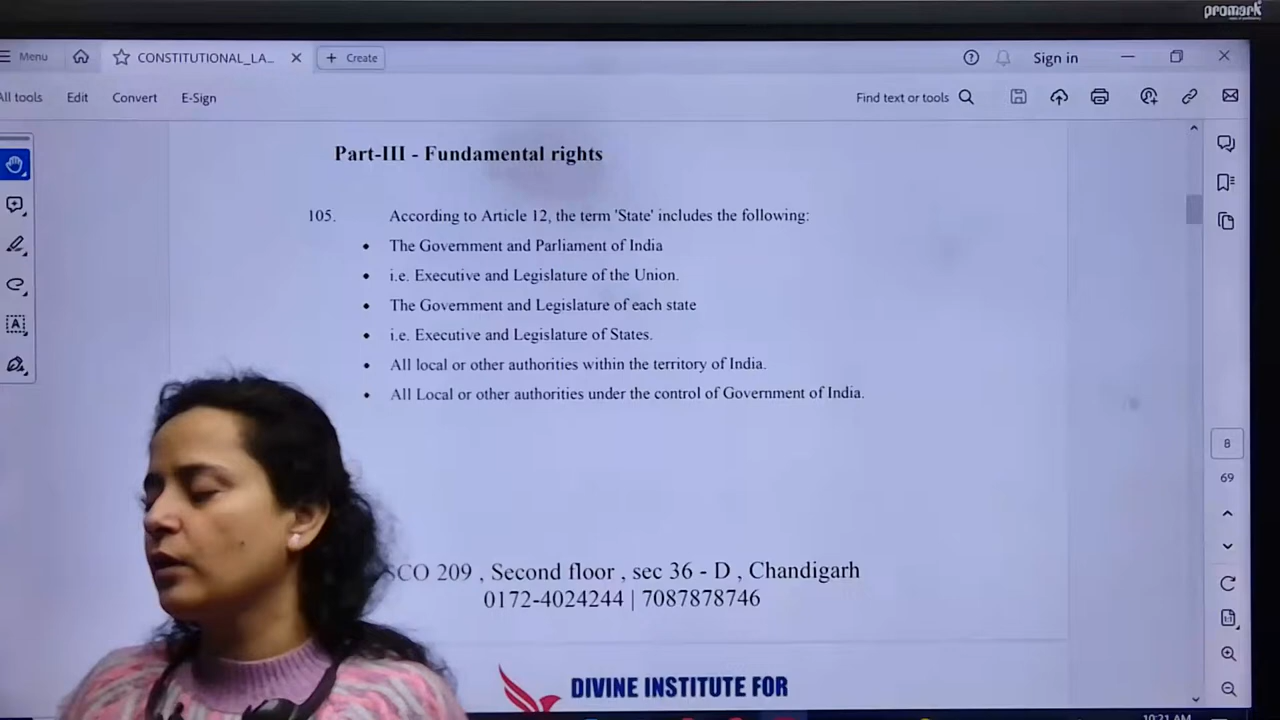 promark
Menu
CONSTITUTIONAL_LA...
Create
Sign in
All tools
Edit
Convert
E-Sign
Find text or tools
Part-III - Fundamental rights
105. According to Article 12, the term 'State' includes the following:
• The Government and Parliament of India
• i.e. Executive and Legislature of the Union.
• The Government and Legislature of each state
• i.e. Executive and Legislature of States.
• All local or other authorities within the territory of India.
• All Local or other authorities under the control of Government of India.
8
69
SCO 209 , Second floor , sec 36 - D , Chandigarh
0172-4024244 | 7087878746
DIVINE INSTITUTE FOR
10:21 AM